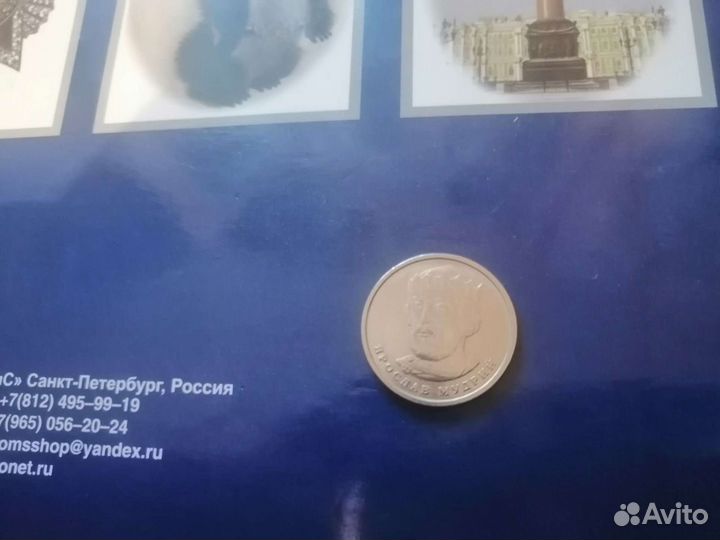 С» Санкт-Петербург, Россия
+7(812) 495–99–19
7(965) 056–20–24
omsshop@yandex.ru
onet.ru
ЯРОСЛАВ МУДРИЙ
Avito